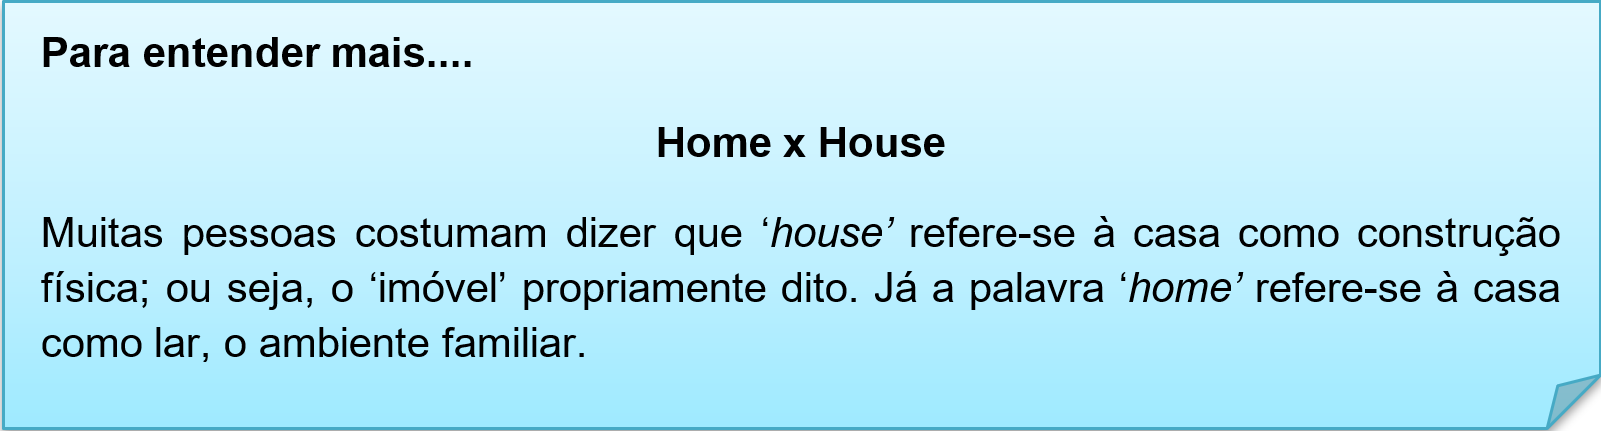 Para entender mais....
Home x House
Muitas pessoas costumam dizer que ‘house’ refere-se à casa como construção
física; ou seja, o ‘imóvel’ propriamente dito. Já a palavra ‘home’ refere-se à casa
como lar, o ambiente familiar.